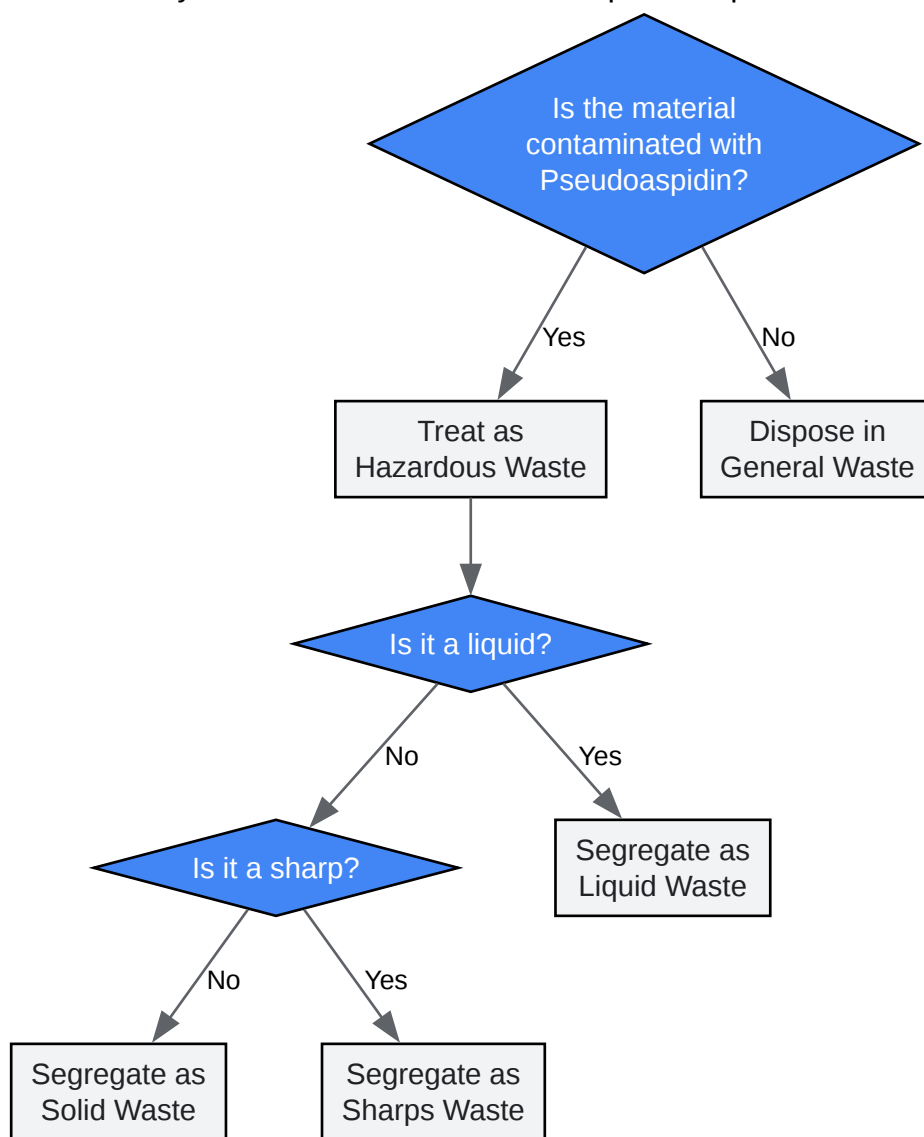 Is the material
contaminated with
Pseudoaspidin?
Yes
No
Treat as
Hazardous Waste
Dispose in
General Waste
Is it a liquid?
No
Yes
Is it a sharp?
Segregate as
Liquid Waste
No
Yes
Segregate as
Solid Waste
Segregate as
Sharps Waste